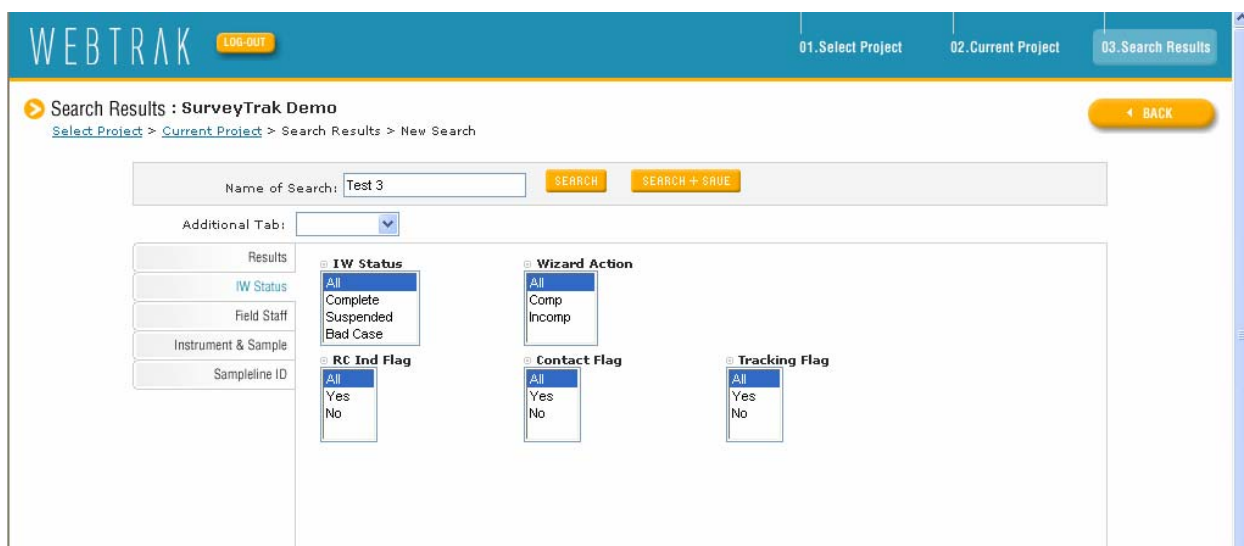 WEBTRAK LOG-OUT 01.Select Project 02.Current Project 03.Search Results
Search Results : SurveyTrak Demo
BACK
Select Project > Current Project > Search Results > New Search
Name of Search: Test 3 SEARCH SEARCH + SAVE
Additional Tab:
Results
IW Status
Field Staff
Instrument & Sample
Sampleline ID
IW Status
All
Complete
Suspended
Bad Case
Wizard Action
All
Comp
Incomp
RC Ind Flag
All
Yes
No
Contact Flag
All
Yes
No
Tracking Flag
All
Yes
No